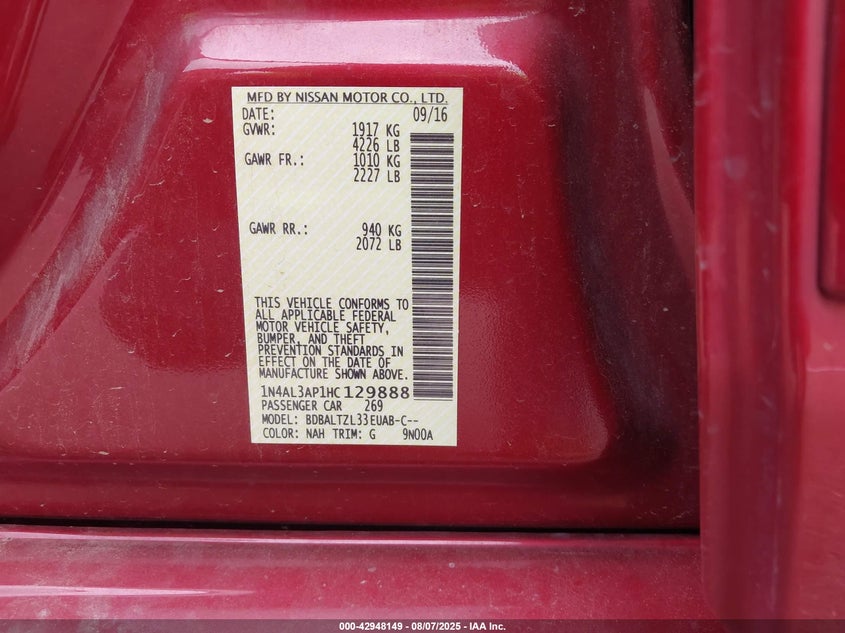 MFD BY NISSAN MOTOR CO., LTD.
DATE: 09/16
GVWR: 1917 KG
4226 LB
GAWR FR.: 1010 KG
2227 LB
GAWR RR.: 940 KG
2072 LB
THIS VEHICLE CONFORMS TO
ALL APPLICABLE FEDERAL
MOTOR VEHICLE SAFETY,
BUMPER, AND THEFT
PREVENTION STANDARDS IN
EFFECT ON THE DATE OF
MANUFACTURE SHOWN ABOVE.
1N4AL3AP1HC129888
PASSENGER CAR 269
MODEL: BDBALTZL33EUAB-C--
COLOR: NAH TRIM: G 9N00A
000-42948149 - 08/07/2025 - IAA Inc.